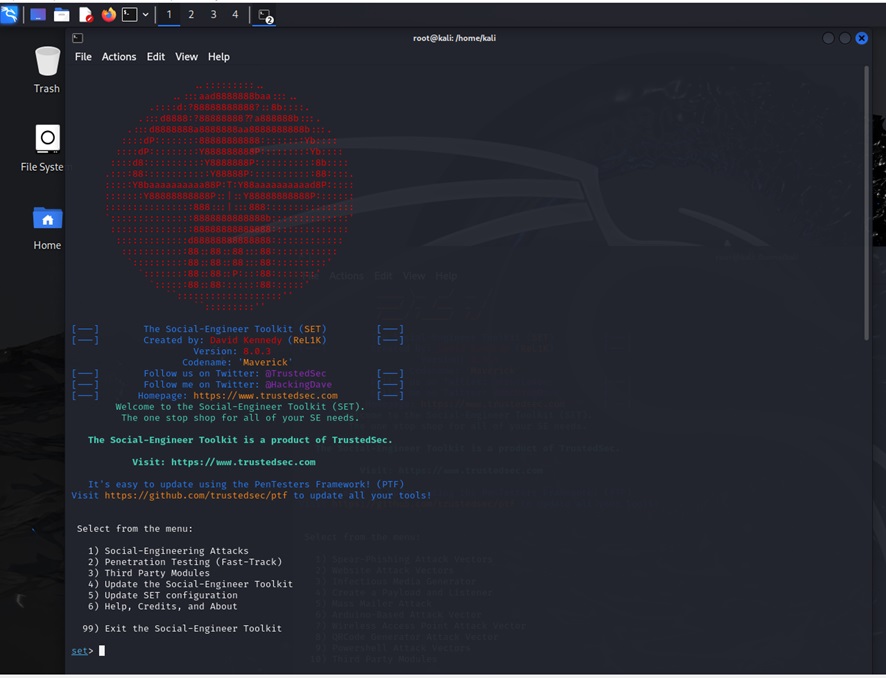 1 2 3 4
2
root@kali: /home/kali
File Actions Edit View Help
Trash
File Syste
Home
[---] The Social-Engineer Toolkit (SET) [---]
[---] Created by: David Kennedy (ReL1K) [---]
Version: 8.0.3
Codename: 'Maverick'
[---] Follow us on Twitter: @TrustedSec [---]
[---] Follow me on Twitter: @HackingDave [---]
[---] Homepage: https://www.trustedsec.com [---]
Welcome to the Social-Engineer Toolkit (SET).
The one stop shop for all of your SE needs.
The Social-Engineer Toolkit is a product of TrustedSec.
Visit: https://www.trustedsec.com
It's easy to update using the PenTesters Framework! (PTF)
Visit https://github.com/trustedsec/ptf to update all your tools!
Select from the menu:
1) Social-Engineering Attacks
2) Penetration Testing (Fast-Track)
3) Third Party Modules
4) Update the Social-Engineer Toolkit
5) Update SET configuration
6) Help, Credits, and About
99) Exit the Social-Engineer Toolkit
set>